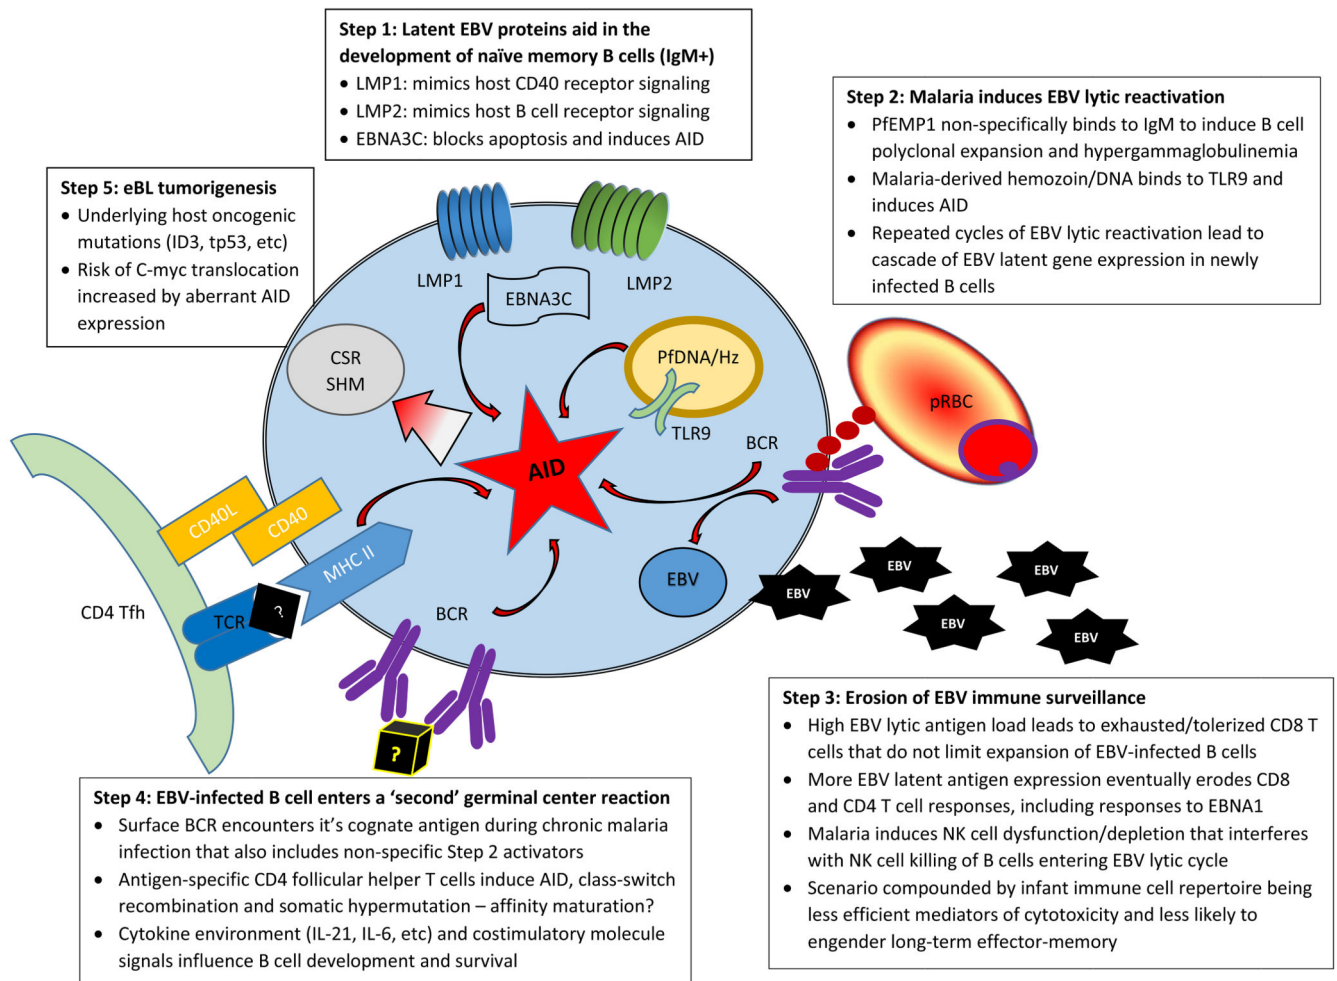 Step 1: Latent EBV proteins aid in the
development of naïve memory B cells (IgM+)
• LMP1: mimics host CD40 receptor signaling
• LMP2: mimics host B cell receptor signaling
• EBNA3C: blocks apoptosis and induces AID
Step 2: Malaria induces EBV lytic reactivation
• PfEMP1 non-specifically binds to IgM to induce B cell
polyclonal expansion and hypergammaglobulinemia
• Malaria-derived hemozoin/DNA binds to TLR9 and
induces AID
• Repeated cycles of EBV lytic reactivation lead to
cascade of EBV latent gene expression in newly
infected B cells
Step 5: eBL tumorigenesis
• Underlying host oncogenic
mutations (ID3, tp53, etc)
• Risk of C-myc translocation
increased by aberrant AID
expression
LMP1
LMP2
EBNA3C
CSR
SHM
PfDNA/Hz
TLR9
pRBC
BCR
AID
CD40L
CD40
MHC II
?
TCR
CD4 Tfh
BCR
?
EBV
EBV
EBV
EBV
EBV
EBV
Step 3: Erosion of EBV immune surveillance
• High EBV lytic antigen load leads to exhausted/tolerized CD8 T
cells that do not limit expansion of EBV-infected B cells
• More EBV latent antigen expression eventually erodes CD8
and CD4 T cell responses, including responses to EBNA1
• Malaria induces NK cell dysfunction/depletion that interferes
with NK cell killing of B cells entering EBV lytic cycle
• Scenario compounded by infant immune cell repertoire being
less efficient mediators of cytotoxicity and less likely to
engender long-term effector-memory
Step 4: EBV-infected B cell enters a ‘second’ germinal center reaction
• Surface BCR encounters it’s cognate antigen during chronic malaria
infection that also includes non-specific Step 2 activators
• Antigen-specific CD4 follicular helper T cells induce AID, class-switch
recombination and somatic hypermutation – affinity maturation?
• Cytokine environment (IL-21, IL-6, etc) and costimulatory molecule
signals influence B cell development and survival